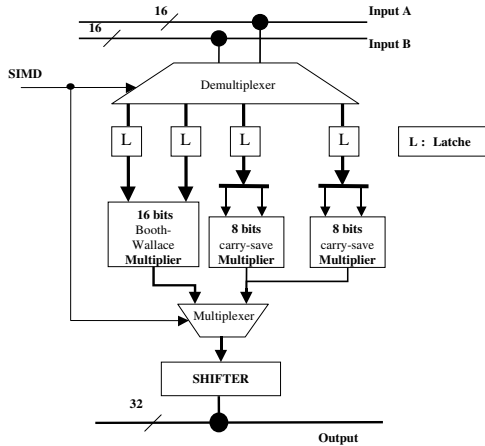 16
Input A
16
Input B
SIMD
Demultiplexer
L
L
L
L
L : Latche
16 bits
Booth-
Wallace
Multiplier
8 bits
carry-save
Multiplier
8 bits
carry-save
Multiplier
Multiplexer
SHIFTER
32
Output